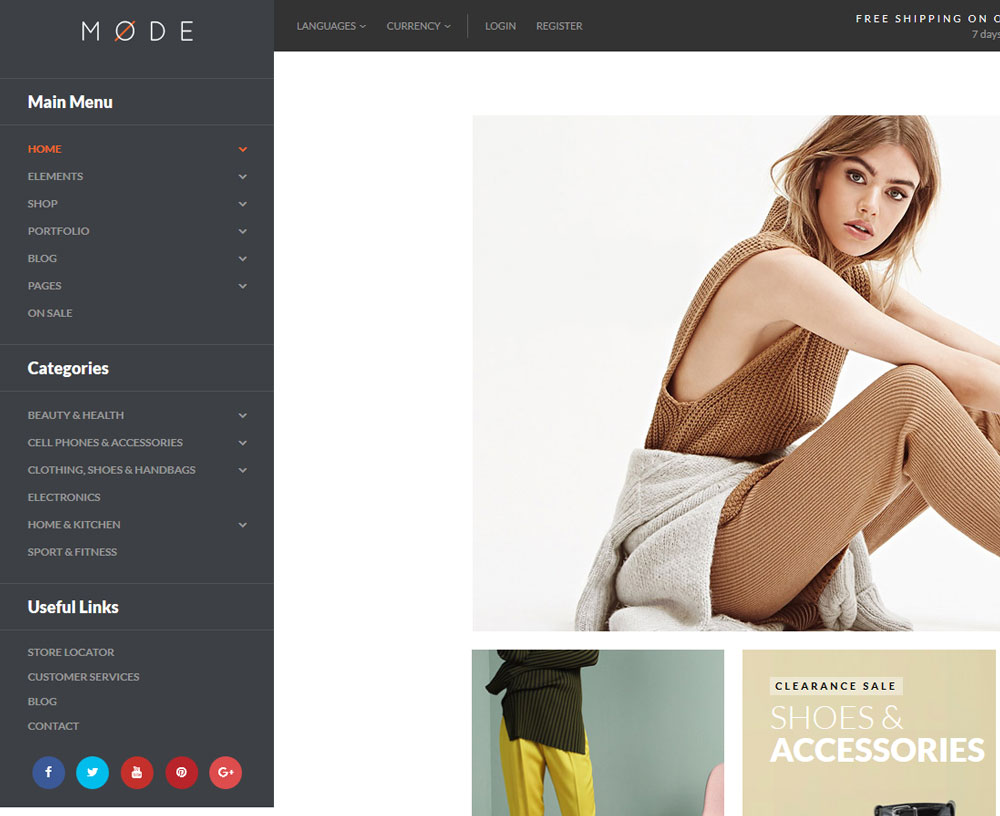 MØDE
LANGUAGES
CURRENCY
LOGIN
REGISTER
FREE SHIPPING ON
7 days
Main Menu
HOME
ELEMENTS
SHOP
PORTFOLIO
BLOG
PAGES
ON SALE
Categories
BEAUTY & HEALTH
CELL PHONES & ACCESSORIES
CLOTHING, SHOES & HANDBAGS
ELECTRONICS
HOME & KITCHEN
SPORT & FITNESS
Useful Links
STORE LOCATOR
CUSTOMER SERVICES
BLOG
CONTACT
CLEARANCE SALE
SHOES &
ACCESSORIES